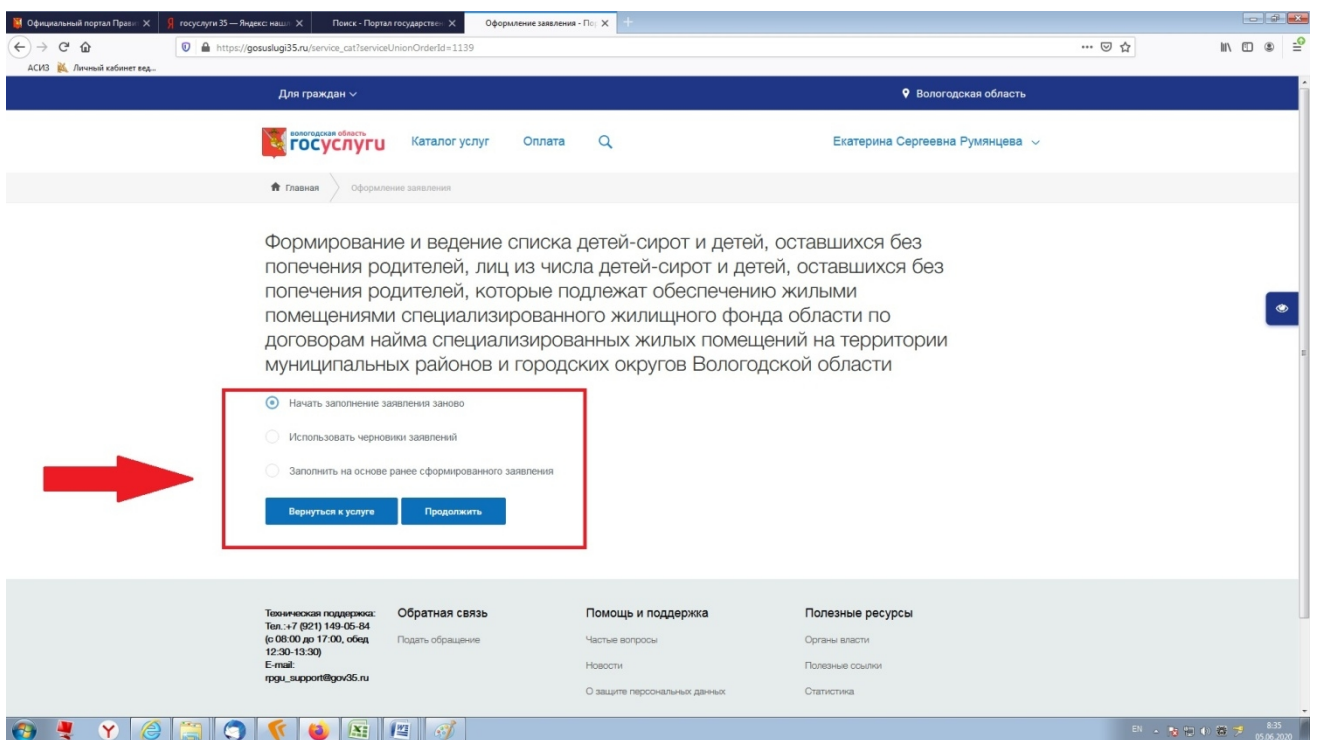 Официальный портал Прави
госуслуги 35 — Яндекс: нашл
Поиск - Портал государствен
Оформление заявления - По
https://gosuslugi35.ru/service_cat?serviceUnionOrderId=1139
АСИЗ
Личный кабинет вед...
Для граждан
Вологодская область
вологодская область
госуслуги
Каталог услуг
Оплата
Екатерина Сергеевна Румянцева
Главная
Оформление заявления
Формирование и ведение списка детей-сирот и детей, оставшихся без
попечения родителей, лиц из числа детей-сирот и детей, оставшихся без
попечения родителей, которые подлежат обеспечению жилыми
помещениями специализированного жилищного фонда области по
договорам найма специализированных жилых помещений на территории
муниципальных районов и городских округов Вологодской области
Начать заполнение заявления заново
Использовать черновики заявлений
Заполнить на основе ранее сформированного заявления
Вернуться к услуге
Продолжить
Техническая поддержка:
Тел.:+7 (921) 149-05-84
(с 08:00 до 17:00, обед
12:30-13:30)
E-mail:
rpgu_support@gov35.ru
Обратная связь
Подать обращение
Помощь и поддержка
Частые вопросы
Новости
О защите персональных данных
Полезные ресурсы
Органы власти
Полезные ссылки
Статистика
EN
8:35
05.06.2020